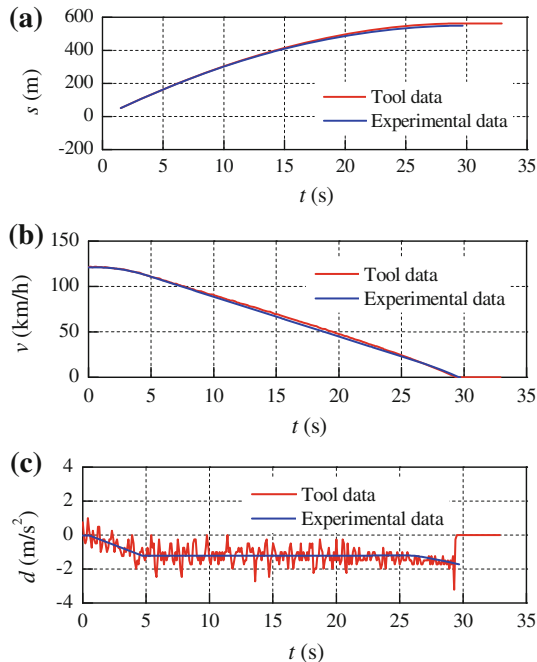 (a)
600
400
200
0
-200
s (m)
Tool data
Experimental data
0 5 10 15 20 25 30 35
t (s)
(b)
150
100
50
0
v (km/h)
Tool data
Experimental data
0 5 10 15 20 25 30 35
t (s)
(c)
4
2
0
-2
-4
d (m/s²)
Tool data
Experimental data
0 5 10 15 20 25 30 35
t (s)